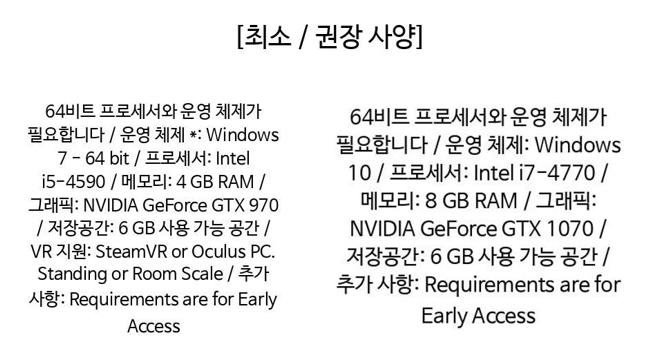 [최소 / 권장 사양]
64비트 프로세서와 운영 체제가
필요합니다 / 운영 체제 *: Windows
7 - 64 bit / 프로세서: Intel
i5-4590 / 메모리: 4 GB RAM /
그래픽: NVIDIA GeForce GTX 970
/ 저장공간: 6 GB 사용 가능 공간 /
VR 지원: SteamVR or Oculus PC.
Standing or Room Scale / 추가
사항: Requirements are for Early
Access
64비트 프로세서와 운영 체제가
필요합니다 / 운영 체제: Windows
10 / 프로세서: Intel i7-4770 /
메모리: 8 GB RAM / 그래픽:
NVIDIA GeForce GTX 1070 /
저장공간: 6 GB 사용 가능 공간 /
추가 사항: Requirements are for
Early Access